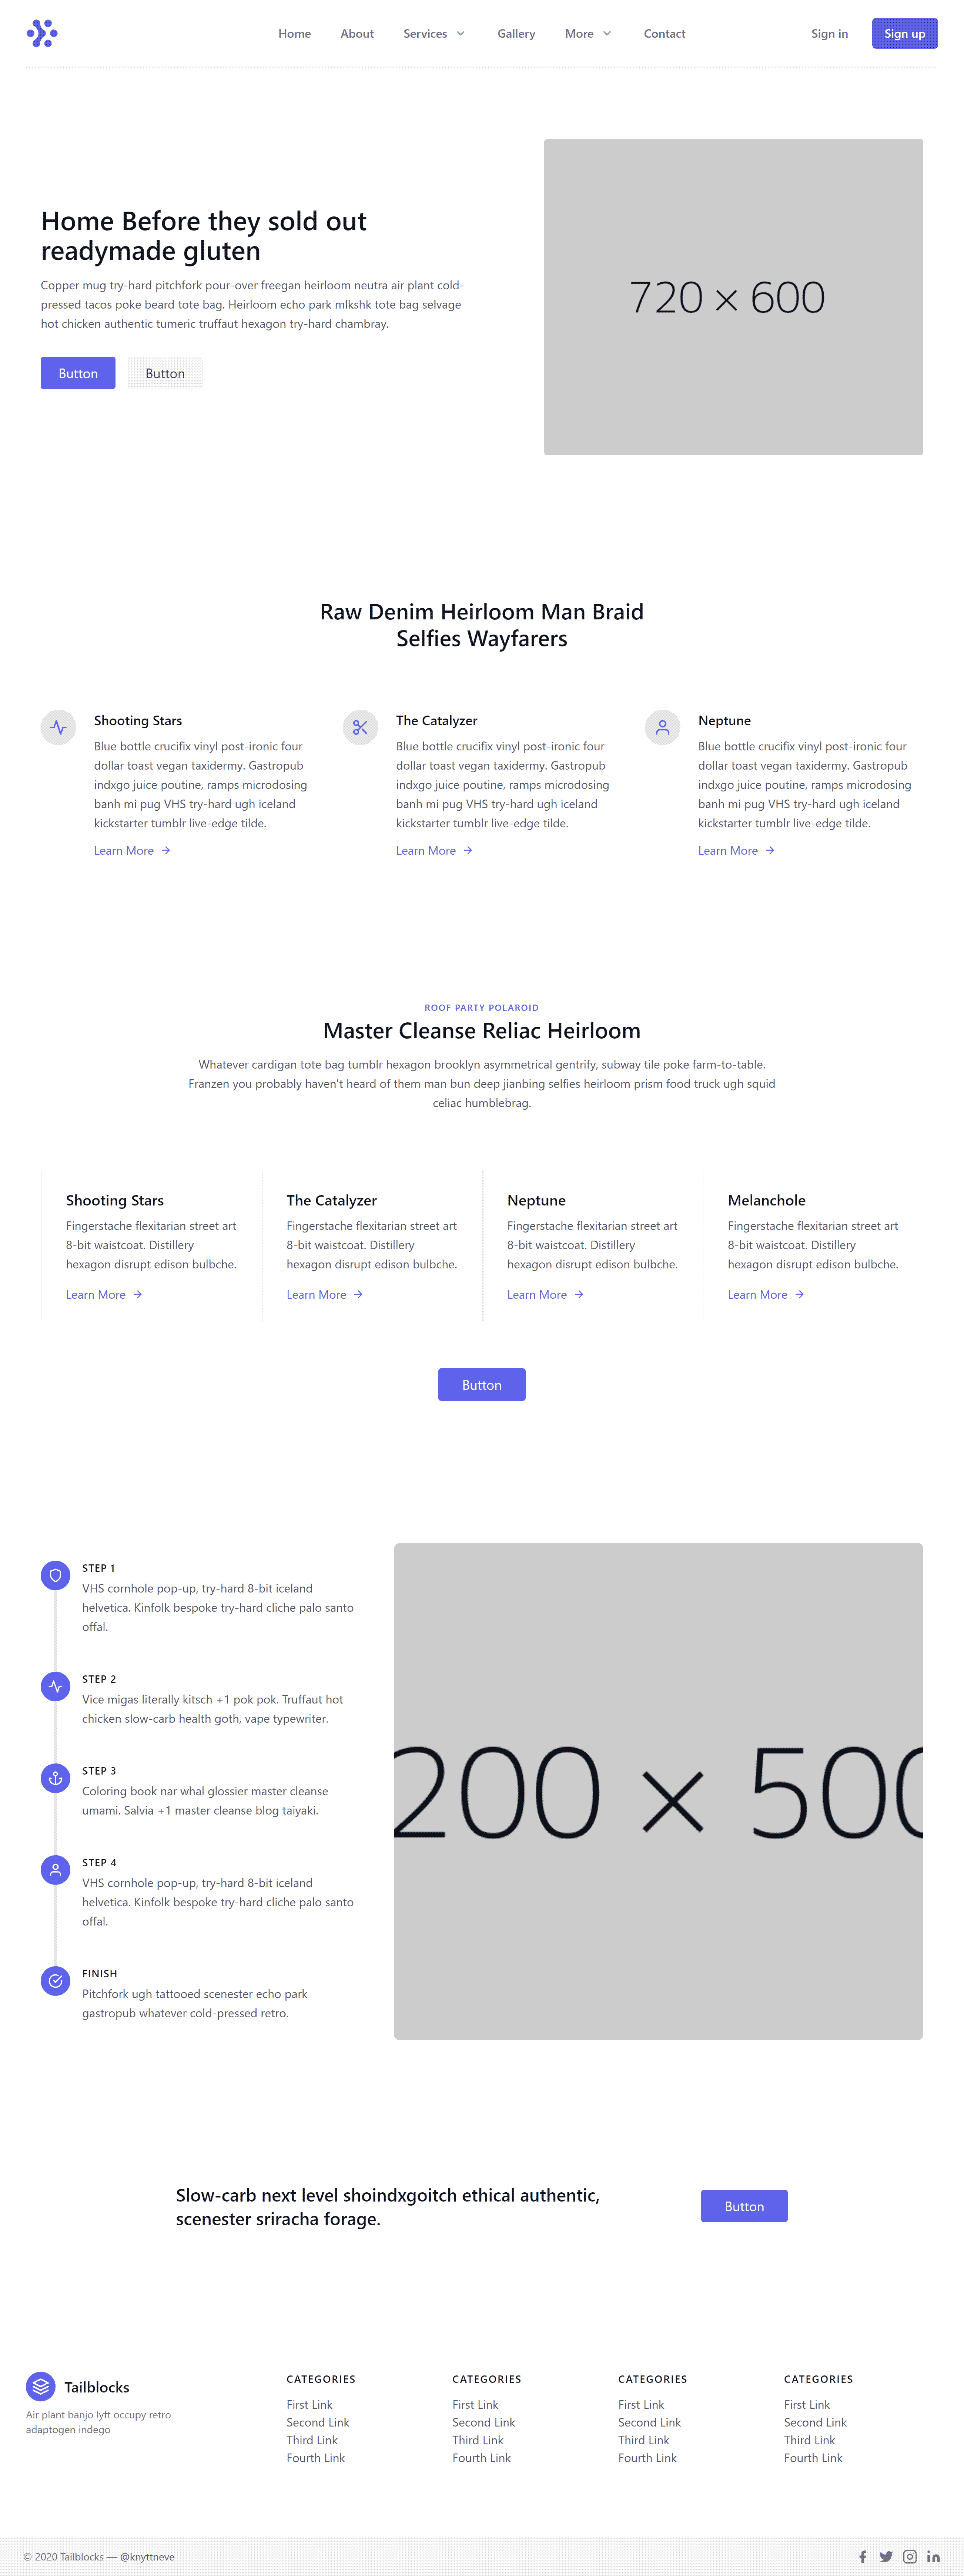 Home About Services Gallery More Contact Sign in Sign up
Home Before they sold out
readymade gluten
Copper mug try-hard pitchfork pour-over freegan heirloom neutra air plant cold-
pressed tacos poke beard tote bag. Heirloom echo park mlkshk tote bag selvage
hot chicken authentic tumeric truffaut hexagon try-hard chambray.
Button Button
720 × 600
Raw Denim Heirloom Man Braid
Selfies Wayfarers
Shooting Stars
Blue bottle crucifix vinyl post-ironic four
dollar toast vegan taxidermy. Gastropub
indxgo juice poutine, ramps microdosing
banh mi pug VHS try-hard ugh iceland
kickstarter tumblr live-edge tilde.
Learn More
The Catalyzer
Blue bottle crucifix vinyl post-ironic four
dollar toast vegan taxidermy. Gastropub
indxgo juice poutine, ramps microdosing
banh mi pug VHS try-hard ugh iceland
kickstarter tumblr live-edge tilde.
Learn More
Neptune
Blue bottle crucifix vinyl post-ironic four
dollar toast vegan taxidermy. Gastropub
indxgo juice poutine, ramps microdosing
banh mi pug VHS try-hard ugh iceland
kickstarter tumblr live-edge tilde.
Learn More
ROOF PARTY POLAROID
Master Cleanse Reliac Heirloom
Whatever cardigan tote bag tumblr hexagon brooklyn asymmetrical gentrify, subway tile poke farm-to-table.
Franzen you probably haven't heard of them man bun deep jianbing selfies heirloom prism food truck ugh squid
celiac humblebrag.
Shooting Stars
Fingerstache flexitarian street art
8-bit waistcoat. Distillery
hexagon disrupt edison bulbche.
Learn More
The Catalyzer
Fingerstache flexitarian street art
8-bit waistcoat. Distillery
hexagon disrupt edison bulbche.
Learn More
Neptune
Fingerstache flexitarian street art
8-bit waistcoat. Distillery
hexagon disrupt edison bulbche.
Learn More
Melanchole
Fingerstache flexitarian street art
8-bit waistcoat. Distillery
hexagon disrupt edison bulbche.
Learn More
Button
STEP 1
VHS cornhole pop-up, try-hard 8-bit iceland
helvetica. Kinfolk bespoke try-hard cliche palo santo
offal.
STEP 2
Vice migas literally kitsch +1 pok pok. Truffaut hot
chicken slow-carb health goth, vape typewriter.
STEP 3
Coloring book nar whal glossier master cleanse
umami. Salvia +1 master cleanse blog taiyaki.
STEP 4
VHS cornhole pop-up, try-hard 8-bit iceland
helvetica. Kinfolk bespoke try-hard cliche palo santo
offal.
FINISH
Pitchfork ugh tattooed scenester echo park
gastropub whatever cold-pressed retro.
200 × 500
Slow-carb next level shoindxgoitch ethical authentic,
scenester sriracha forage.
Button
Tailblocks
Air plant banjo lyft occupy retro
adaptogen indego
CATEGORIES
First Link
Second Link
Third Link
Fourth Link
CATEGORIES
First Link
Second Link
Third Link
Fourth Link
CATEGORIES
First Link
Second Link
Third Link
Fourth Link
CATEGORIES
First Link
Second Link
Third Link
Fourth Link
© 2020 Tailblocks — @knyttneve